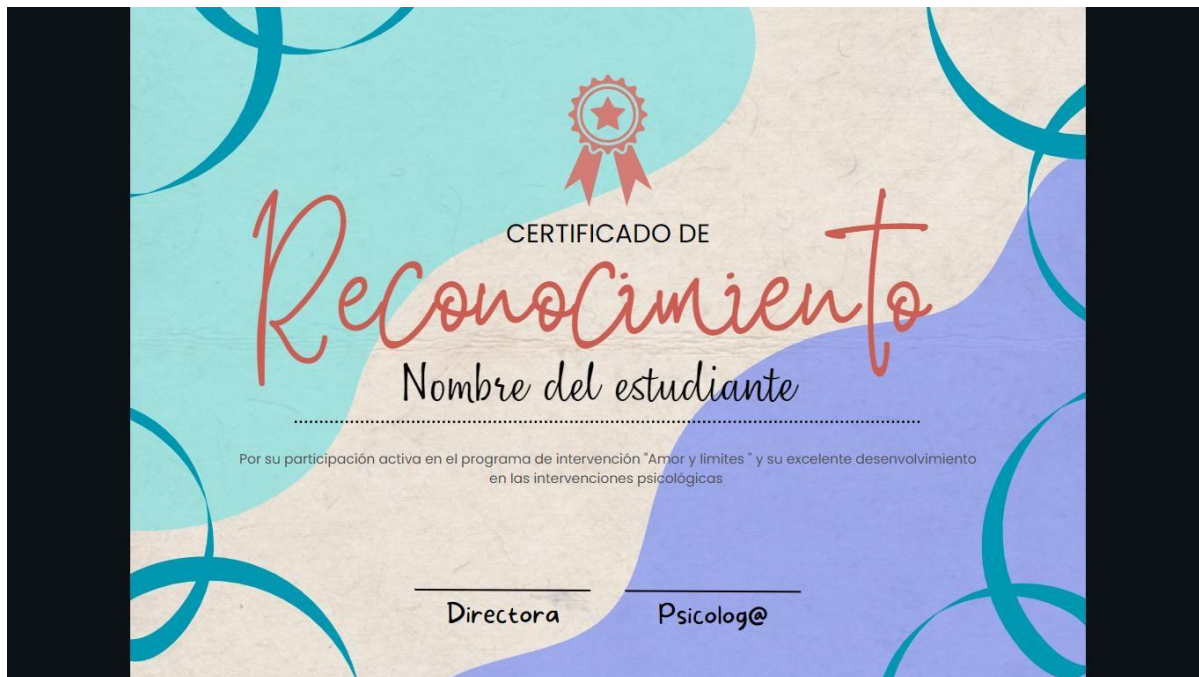 CERTIFICADO DE
Reconocimiento
Nombre del estudiante
Por su participación activa en el programa de intervención "Amor y limites " y su excelente desenvolvimiento
en las intervenciones psicológicas
Directora Psicolog@